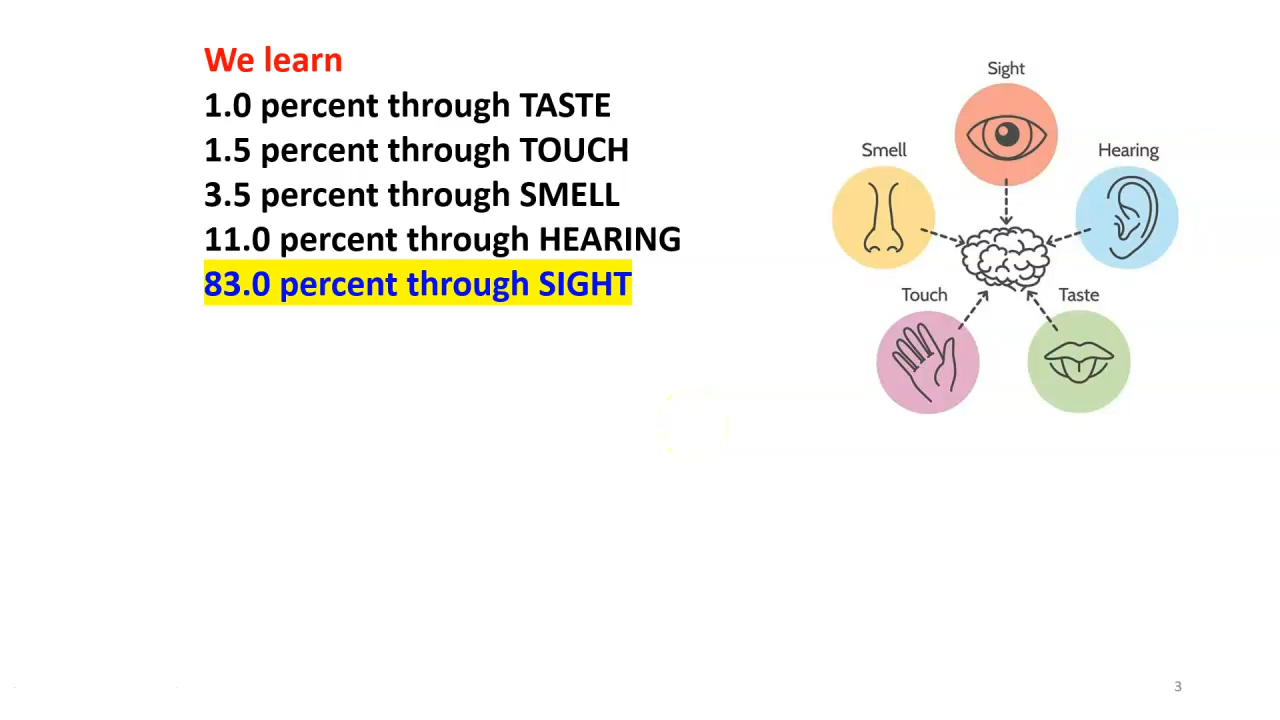 We learn
1.0 percent through TASTE
1.5 percent through TOUCH
3.5 percent through SMELL
11.0 percent through HEARING
83.0 percent through SIGHT
Sight
Smell
Hearing
Touch
Taste
3